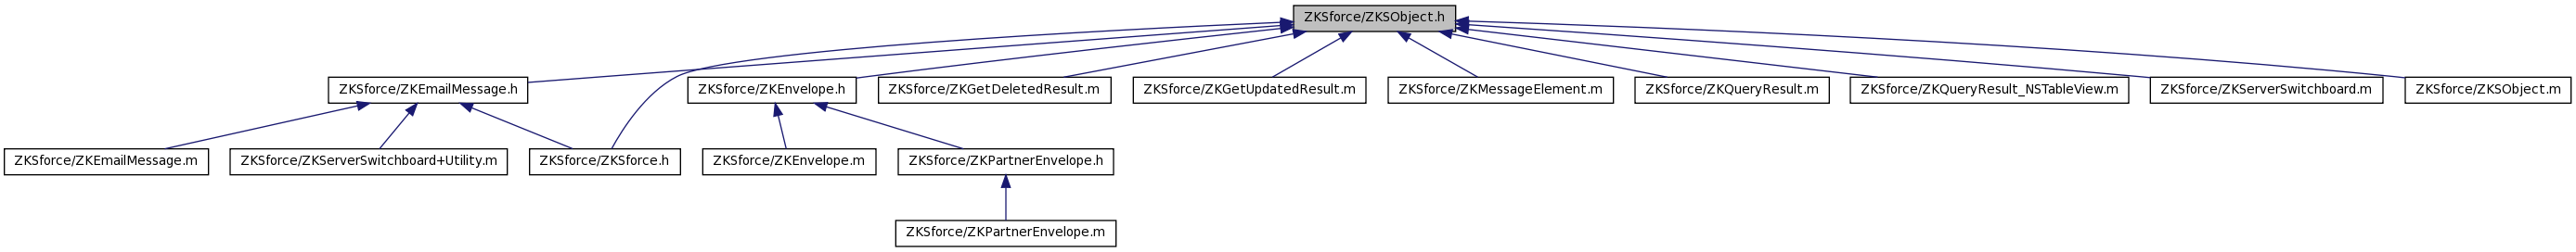 ZKSforce/ZKSObject.h
ZKSforce/ZKEmailMessage.h
ZKSforce/ZKEnvelope.h
ZKSforce/ZKGetDeletedResult.m
ZKSforce/ZKGetUpdatedResult.m
ZKSforce/ZKMessageElement.m
ZKSforce/ZKQueryResult.m
ZKSforce/ZKQueryResult_NSTableView.m
ZKSforce/ZKServerSwitchboard.m
ZKSforce/ZKSObject.m
ZKSforce/ZKEmailMessage.m
ZKSforce/ZKServerSwitchboard+Utility.m
ZKSforce/ZKSforce.h
ZKSforce/ZKEnvelope.m
ZKSforce/ZKPartnerEnvelope.h
ZKSforce/ZKPartnerEnvelope.m